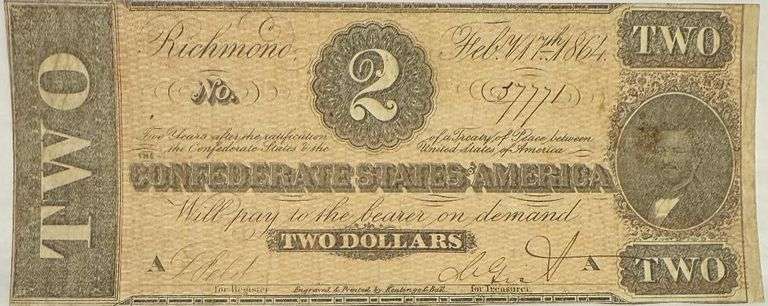 TWO
Richmond, Feb. 17th, 1864.
2
TWO
No. 57771
Two Years after the ratification of a Treaty of Peace between
the Confederate States & the United States of America
THE
CONFEDERATE STATES OF AMERICA
Will pay to the bearer on demand
TWO DOLLARS
A A
for Register Engraved & Printed by Keatinge & Ball. for Treasurer
TWO